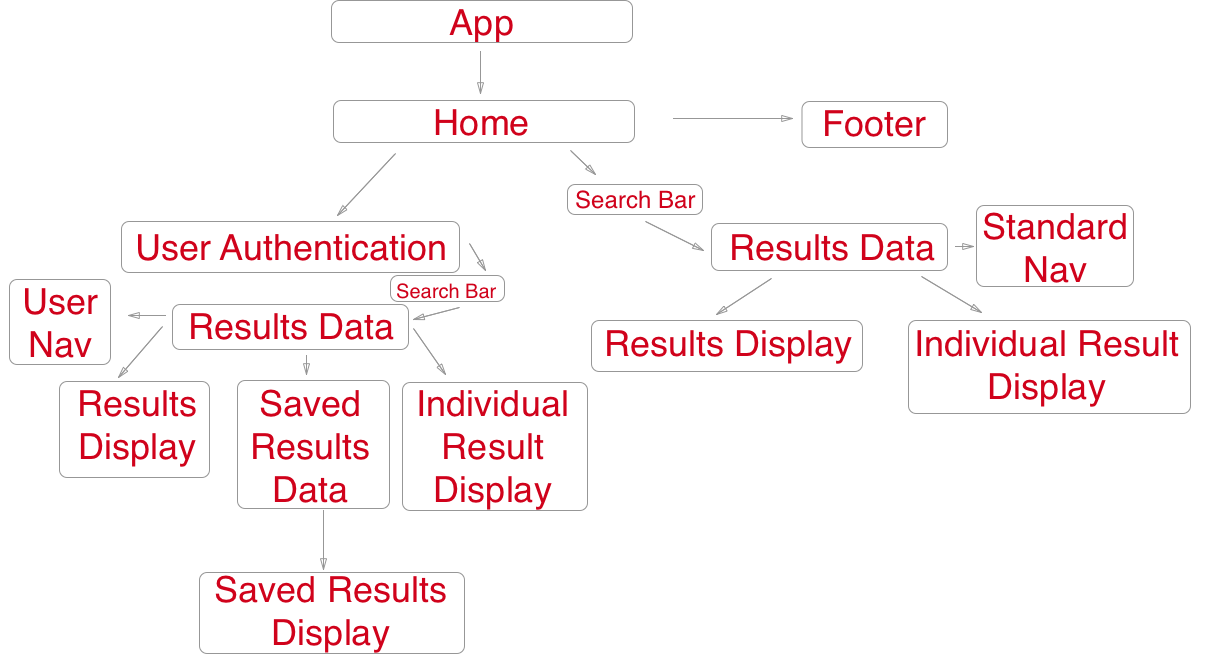 App
Home
Footer
Search Bar
User Authentication
Results Data
Standard
Nav
Search Bar
User
Nav
Results Data
Results Display
Individual Result
Display
Results
Display
Saved
Results
Data
Individual
Result
Display
Saved Results
Display